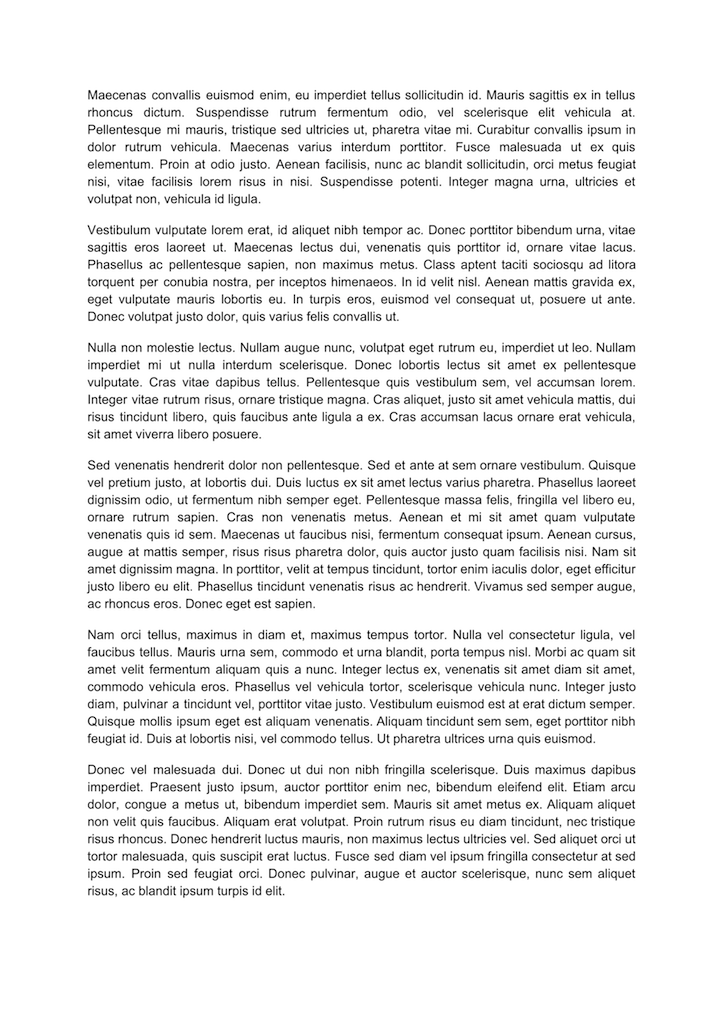 Maecenas convallis euismod enim, eu imperdiet tellus sollicitudin id. Mauris sagittis ex in tellus
rhoncus dictum. Suspendisse rutrum fermentum odio, vel scelerisque elit vehicula at.
Pellentesque mi mauris, tristique sed ultricies ut, pharetra vitae mi. Curabitur convallis ipsum in
dolor rutrum vehicula. Maecenas varius interdum porttitor. Fusce malesuada ut ex quis
elementum. Proin at odio justo. Aenean facilisis, nunc ac blandit sollicitudin, orci metus feugiat
nisi, vitae facilisis lorem risus in nisi. Suspendisse potenti. Integer magna urna, ultricies et
volutpat non, vehicula id ligula.
Vestibulum vulputate lorem erat, id aliquet nibh tempor ac. Donec porttitor bibendum urna, vitae
sagittis eros laoreet ut. Maecenas lectus dui, venenatis quis porttitor id, ornare vitae lacus.
Phasellus ac pellentesque sapien, non maximus metus. Class aptent taciti sociosqu ad litora
torquent per conubia nostra, per inceptos himenaeos. In id velit nisl. Aenean mattis gravida ex,
eget vulputate mauris lobortis eu. In turpis eros, euismod vel consequat ut, posuere ut ante.
Donec volutpat justo dolor, quis varius felis convallis ut.
Nulla non molestie lectus. Nullam augue nunc, volutpat eget rutrum eu, imperdiet ut leo. Nullam
imperdiet mi ut nulla interdum scelerisque. Donec lobortis lectus sit amet ex pellentesque
vulputate. Cras vitae dapibus tellus. Pellentesque quis vestibulum sem, vel accumsan lorem.
Integer vitae rutrum risus, ornare tristique magna. Cras aliquet, justo sit amet vehicula mattis, dui
risus tincidunt libero, quis faucibus ante ligula a ex. Cras accumsan lacus ornare erat vehicula,
sit amet viverra libero posuere.
Sed venenatis hendrerit dolor non pellentesque. Sed et ante at sem ornare vestibulum. Quisque
vel pretium justo, at lobortis dui. Duis luctus ex sit amet lectus varius pharetra. Phasellus laoreet
dignissim odio, ut fermentum nibh semper eget. Pellentesque massa felis, fringilla vel libero eu,
ornare rutrum sapien. Cras non venenatis metus. Aenean et mi sit amet quam vulputate
venenatis quis id sem. Maecenas ut faucibus nisi, fermentum consequat ipsum. Aenean cursus,
augue at mattis semper, risus risus pharetra dolor, quis auctor justo quam facilisis nisi. Nam sit
amet dignissim magna. In porttitor, velit at tempus tincidunt, tortor enim iaculis dolor, eget efficitur
justo libero eu elit. Phasellus tincidunt venenatis risus ac hendrerit. Vivamus sed semper augue,
ac rhoncus eros. Donec eget est sapien.
Nam orci tellus, maximus in diam et, maximus tempus tortor. Nulla vel consectetur ligula, vel
faucibus tellus. Mauris urna sem, commodo et urna blandit, porta tempus nisl. Morbi ac quam sit
amet velit fermentum aliquam quis a nunc. Integer lectus ex, venenatis sit amet diam sit amet,
commodo vehicula eros. Phasellus vel vehicula tortor, scelerisque vehicula nunc. Integer justo
diam, pulvinar a tincidunt vel, porttitor vitae justo. Vestibulum euismod est at erat dictum semper.
Quisque mollis ipsum eget est aliquam venenatis. Aliquam tincidunt sem sem, eget porttitor nibh
feugiat id. Duis at lobortis nisi, vel commodo tellus. Ut pharetra ultrices urna quis euismod.
Donec vel malesuada dui. Donec ut dui non nibh fringilla scelerisque. Duis maximus dapibus
imperdiet. Praesent justo ipsum, auctor porttitor enim nec, bibendum eleifend elit. Etiam arcu
dolor, congue a metus ut, bibendum imperdiet sem. Mauris sit amet metus ex. Aliquam aliquet
non velit quis faucibus. Aliquam erat volutpat. Proin rutrum risus eu diam tincidunt, nec tristique
risus rhoncus. Donec hendrerit luctus mauris, non maximus lectus ultricies vel. Sed aliquet orci ut
tortor malesuada, quis suscipit erat luctus. Fusce sed diam vel ipsum fringilla consectetur at sed
ipsum. Proin sed feugiat orci. Donec pulvinar, augue et auctor scelerisque, nunc sem aliquet
risus, ac blandit ipsum turpis id elit.